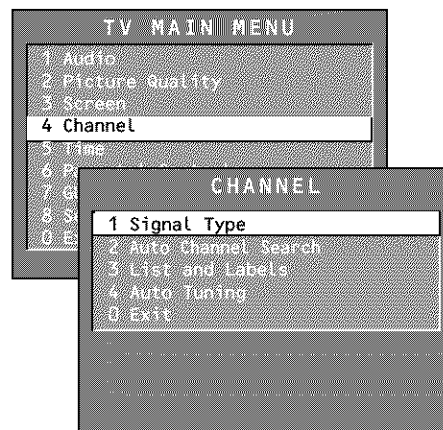 TV MAIN MENU
1 Audio
2 Picture Quality
3 Screen
4 Channel
5 Time
6
7
8
0
CHANNEL
1 Signal Type
2 Auto Channel Search
3 List and Labels
4 Auto Tuning
0 Exit